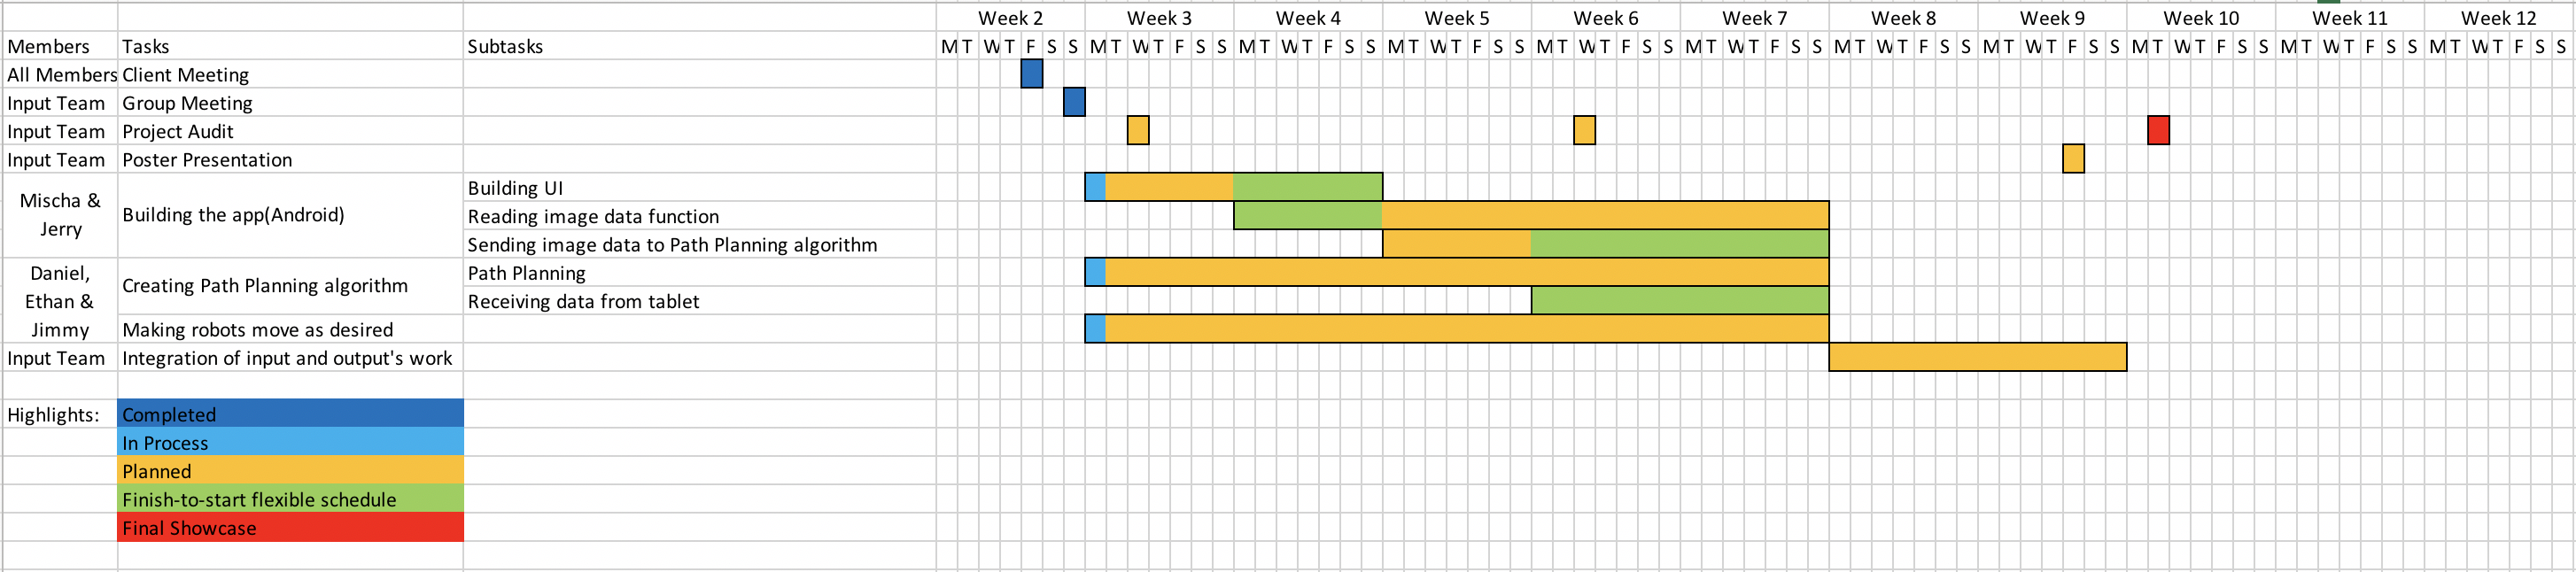 Week 2 Week 3 Week 4 Week 5 Week 6 Week 7 Week 8 Week 9 Week 10 Week 11 Week 12
Members Tasks Subtasks M T W T F S S M T W T F S S M T W T F S S M T W T F S S M T W T F S S M T W T F S S M T W T F S S M T W T F S S M T W T F S S M T W T F S S M T W T F S S
All Members Client Meeting
Input Team Group Meeting
Input Team Project Audit
Input Team Poster Presentation
Mischa &
Jerry
Building the app(Android)
Building UI
Reading image data function
Sending image data to Path Planning algorithm
Daniel,
Ethan &
Jimmy
Creating Path Planning algorithm
Path Planning
Receiving data from tablet
Making robots move as desired
Input Team Integration of input and output's work
Highlights: Completed
In Process
Planned
Finish-to-start flexible schedule
Final Showcase